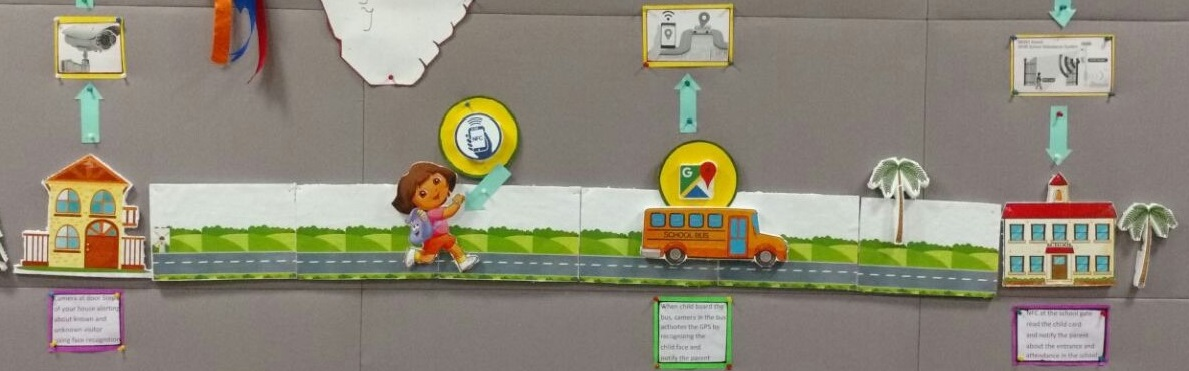 NFC
G
SCHOOL BUS
SCHOOL
Camera at door steps
of your house alerting
about known and
unknown visitor
using face recognition
When child board the
bus, camera in the bus
activates the GPS by
recognizing the
child face and
notify the parent
NFC at the school gate
read the child card
and notify the parent
about the entrance and
attendance in the school